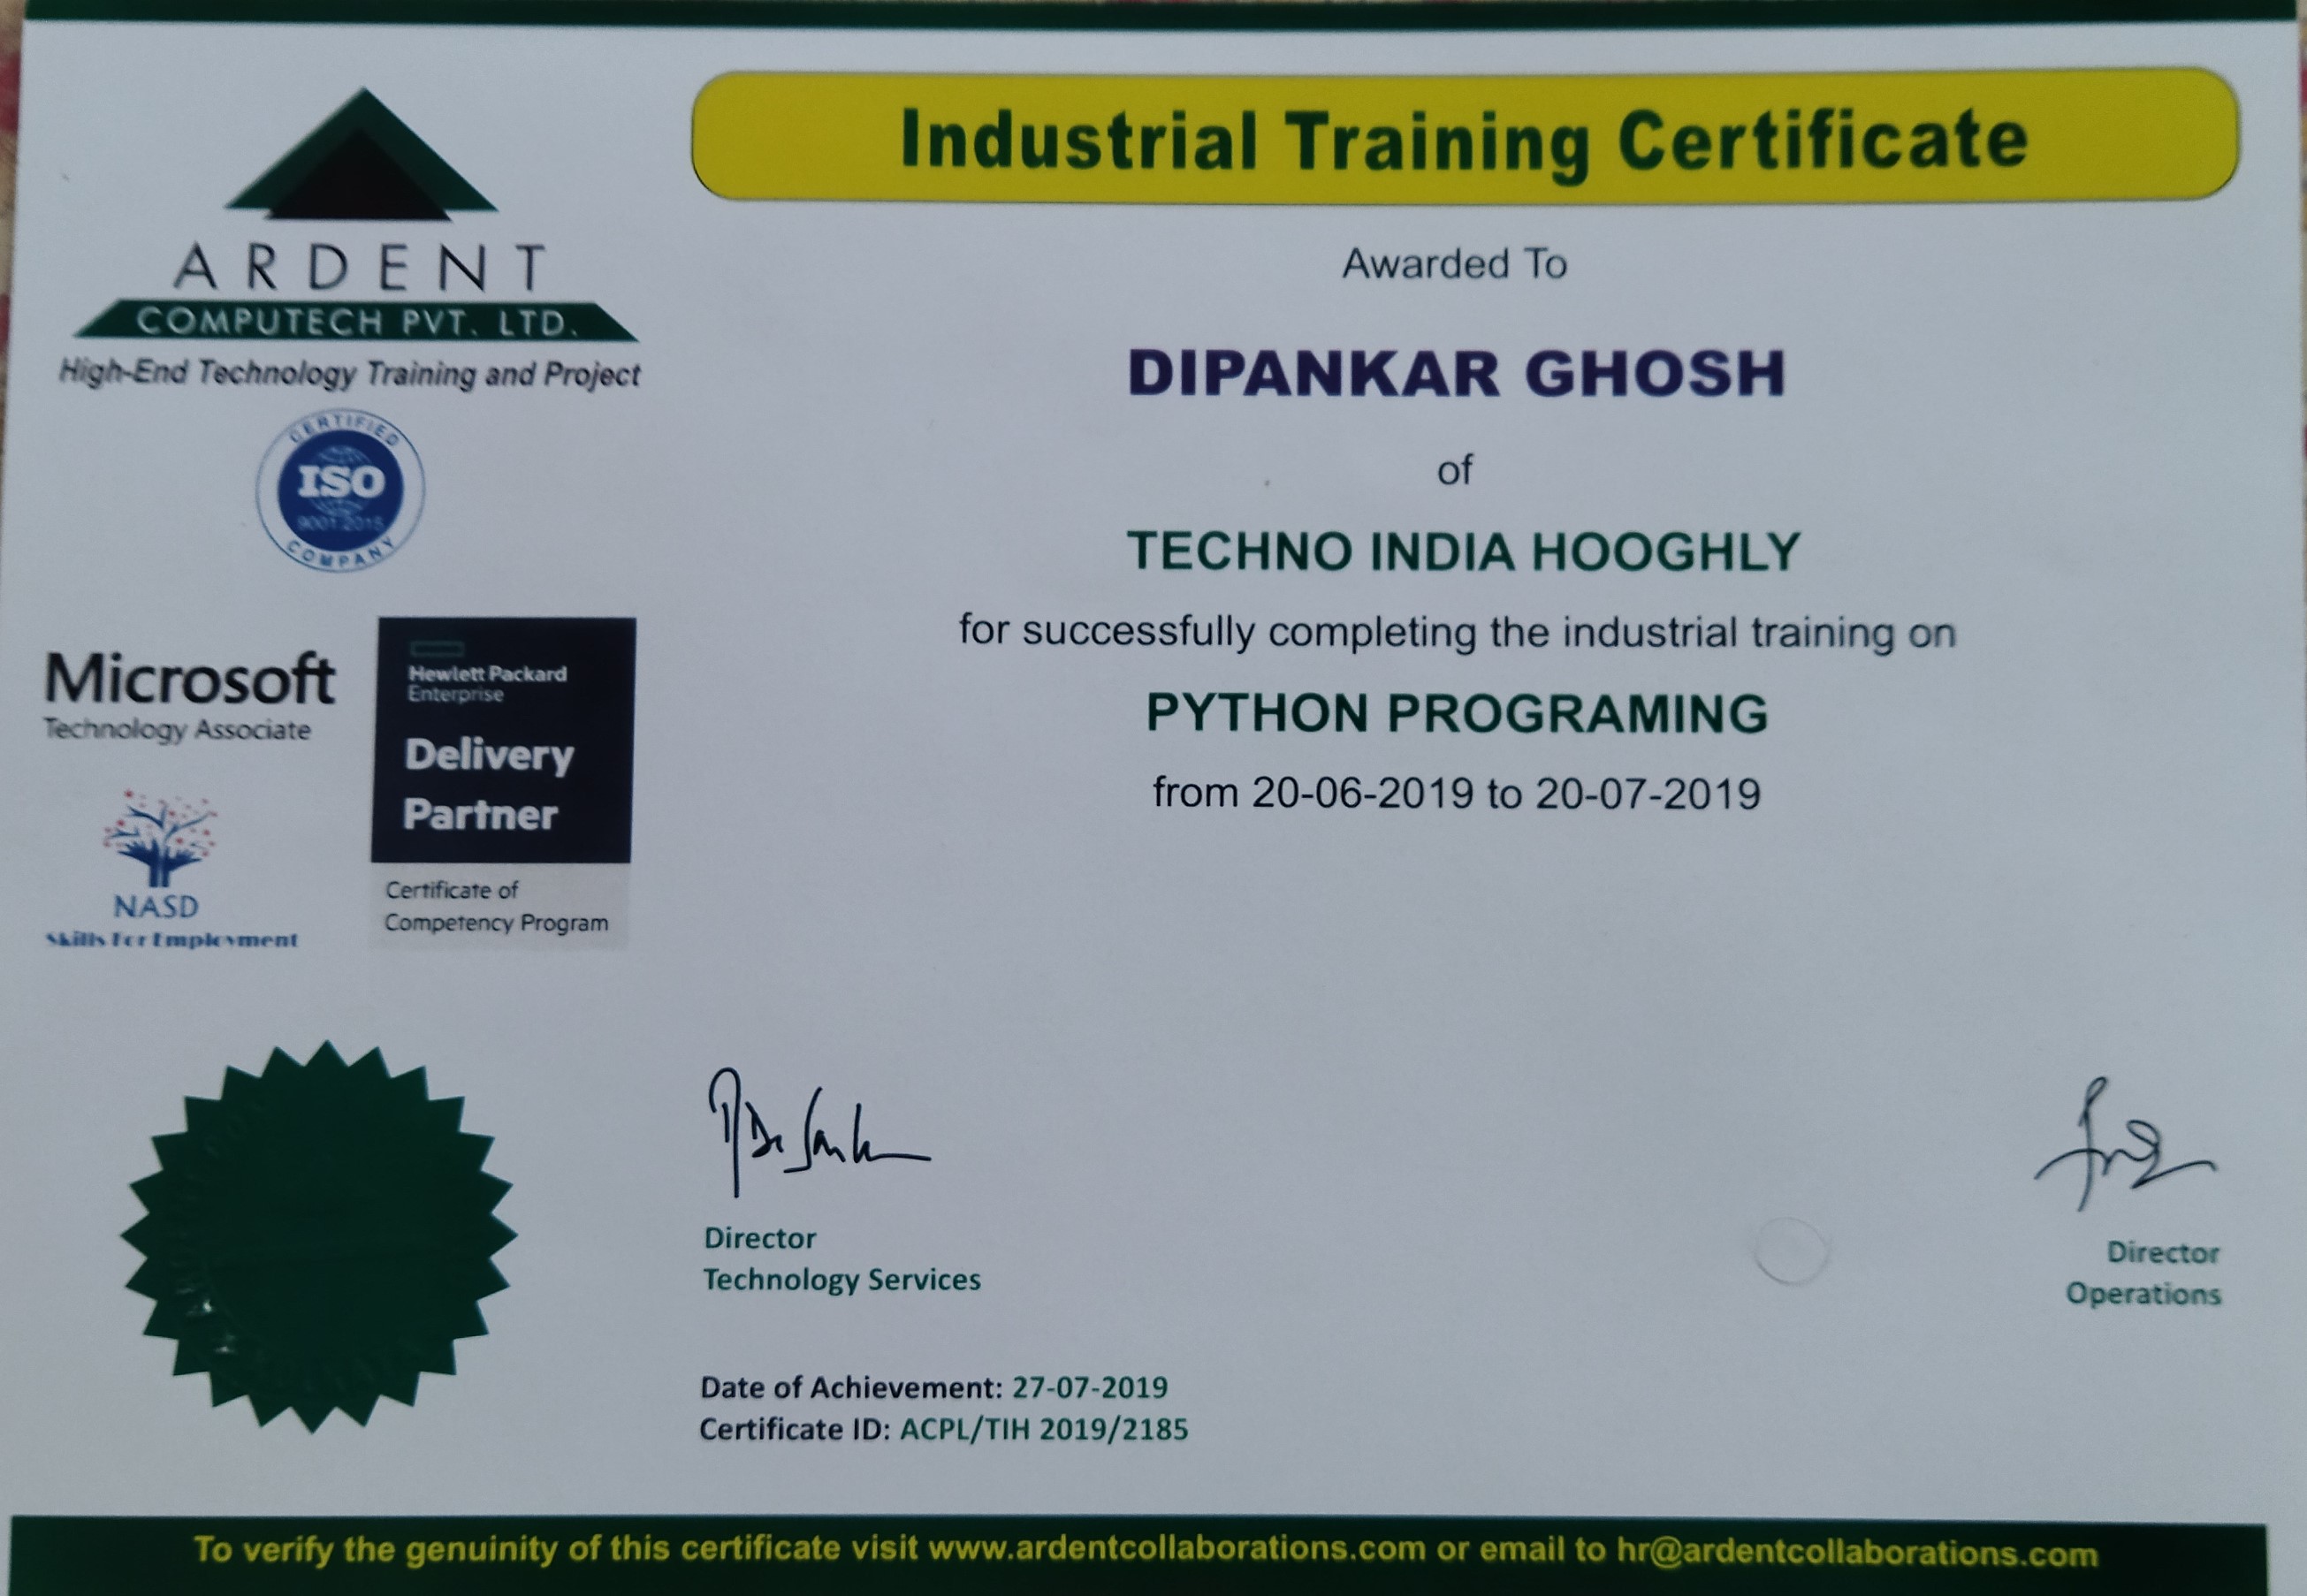 Industrial Training Certificate
ARDENT
COMPUTECH PVT. LTD.
High-End Technology Training and Project
CERTIFIED
ISO
9001:2015
COMPANY
Microsoft
Technology Associate
Hewlett Packard
Enterprise
Delivery
Partner
Certificate of
Competency Program
NASD
Skills For Employment
Awarded To
DIPANKAR GHOSH
of
TECHNO INDIA HOOGHLY
for successfully completing the industrial training on
PYTHON PROGRAMING
from 20-06-2019 to 20-07-2019
Director
Technology Services
Director
Operations
Date of Achievement: 27-07-2019
Certificate ID: ACPL/TIH 2019/2185
To verify the genuinity of this certificate visit www.ardentcollaborations.com or email to hr@ardentcollaborations.com